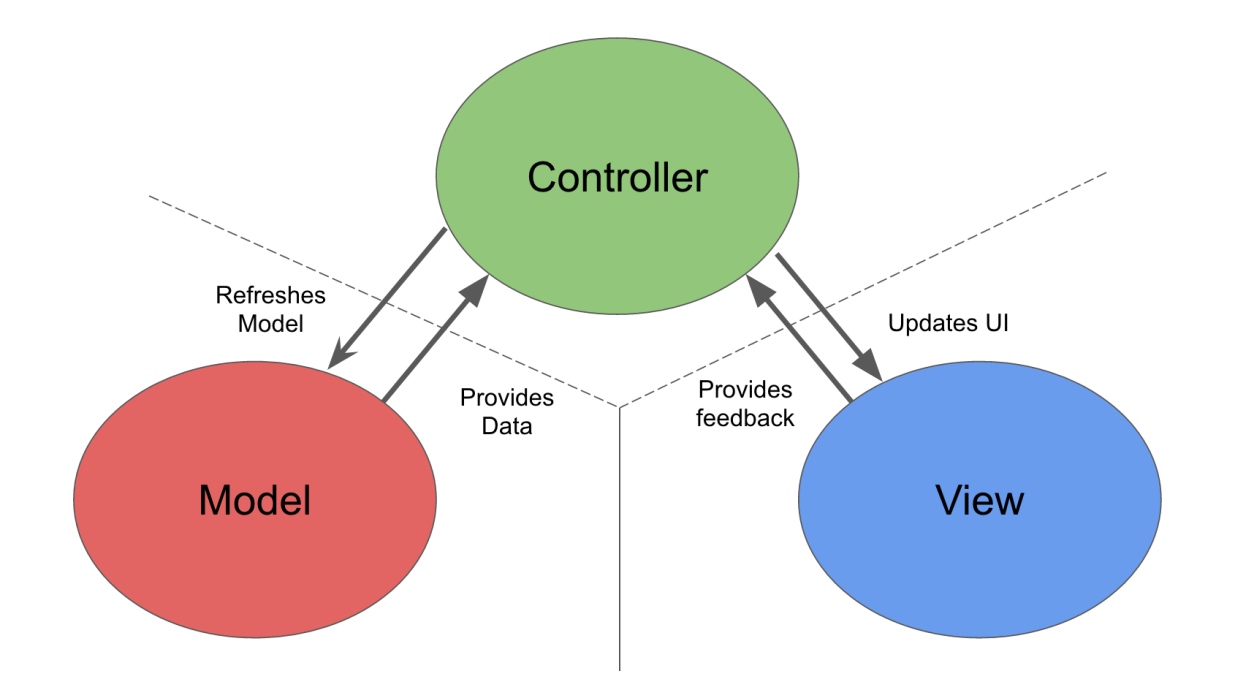 Controller
Refreshes
Model
Updates UI
Provides
Data
Provides
feedback
Model
View